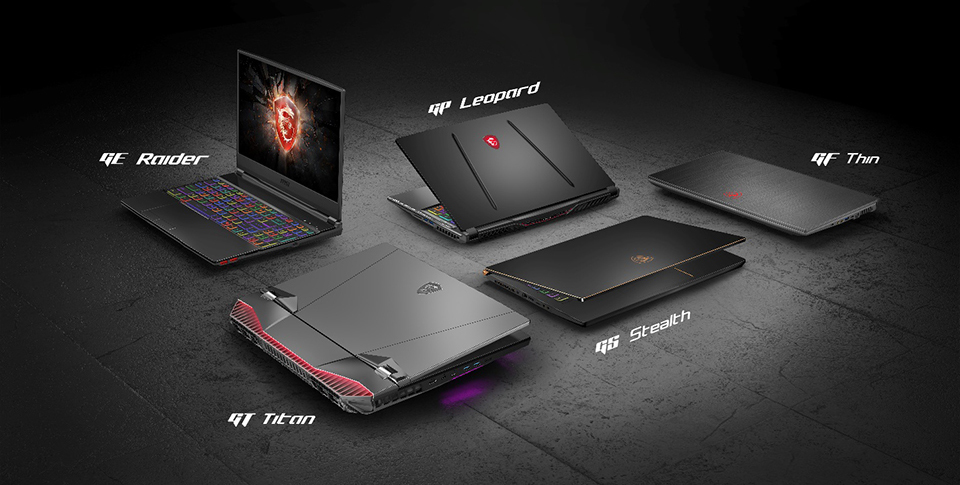 GP Leopard
GE Raider
GF Thin
GS Stealth
GT Titan